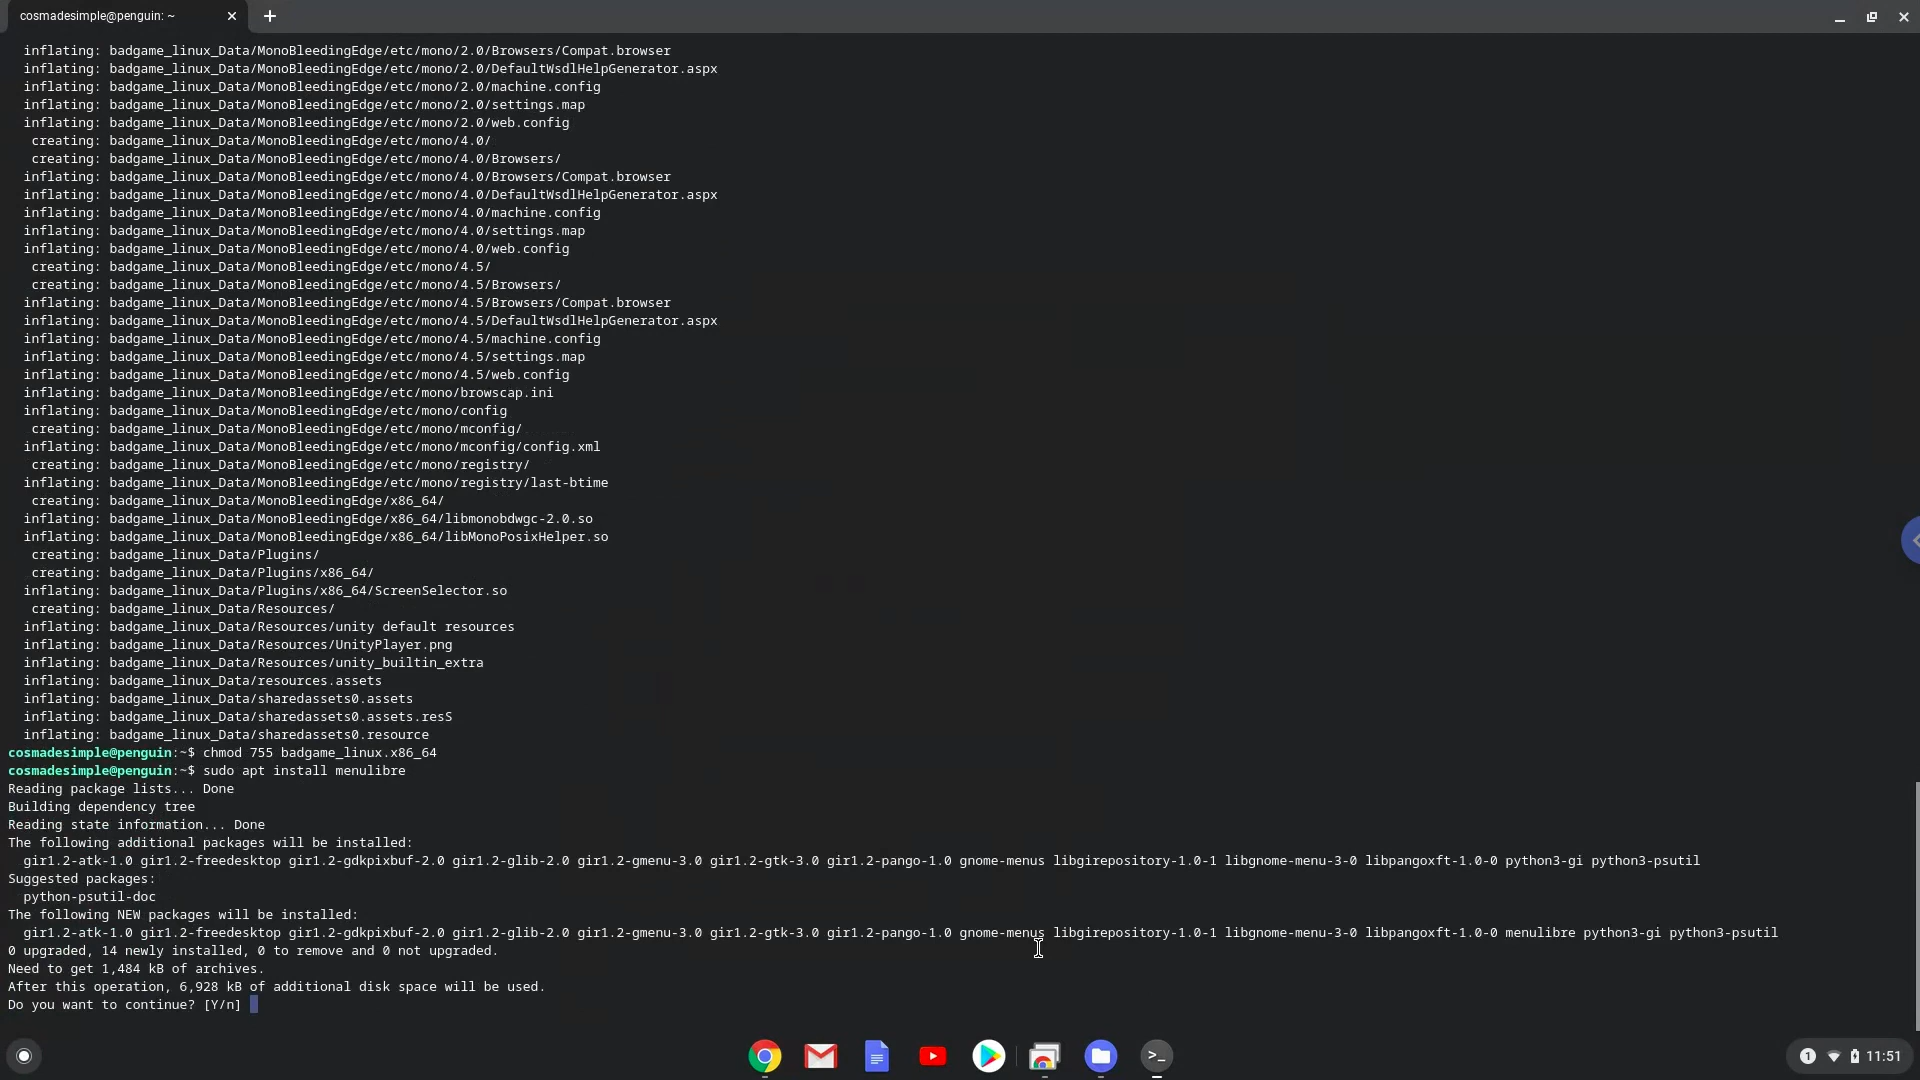 cosmadesimple@penguin: ~
inflating: badgame_linux_Data/MonoBleedingEdge/etc/mono/2.0/Browsers/Compat.browser
inflating: badgame_linux_Data/MonoBleedingEdge/etc/mono/2.0/DefaultWsdlHelpGenerator.aspx
inflating: badgame_linux_Data/MonoBleedingEdge/etc/mono/2.0/machine.config
inflating: badgame_linux_Data/MonoBleedingEdge/etc/mono/2.0/settings.map
inflating: badgame_linux_Data/MonoBleedingEdge/etc/mono/2.0/web.config
creating: badgame_linux_Data/MonoBleedingEdge/etc/mono/4.0/
creating: badgame_linux_Data/MonoBleedingEdge/etc/mono/4.0/Browsers/
inflating: badgame_linux_Data/MonoBleedingEdge/etc/mono/4.0/Browsers/Compat.browser
inflating: badgame_linux_Data/MonoBleedingEdge/etc/mono/4.0/DefaultWsdlHelpGenerator.aspx
inflating: badgame_linux_Data/MonoBleedingEdge/etc/mono/4.0/machine.config
inflating: badgame_linux_Data/MonoBleedingEdge/etc/mono/4.0/settings.map
inflating: badgame_linux_Data/MonoBleedingEdge/etc/mono/4.0/web.config
creating: badgame_linux_Data/MonoBleedingEdge/etc/mono/4.5/
creating: badgame_linux_Data/MonoBleedingEdge/etc/mono/4.5/Browsers/
inflating: badgame_linux_Data/MonoBleedingEdge/etc/mono/4.5/Browsers/Compat.browser
inflating: badgame_linux_Data/MonoBleedingEdge/etc/mono/4.5/DefaultWsdlHelpGenerator.aspx
inflating: badgame_linux_Data/MonoBleedingEdge/etc/mono/4.5/machine.config
inflating: badgame_linux_Data/MonoBleedingEdge/etc/mono/4.5/settings.map
inflating: badgame_linux_Data/MonoBleedingEdge/etc/mono/4.5/web.config
inflating: badgame_linux_Data/MonoBleedingEdge/etc/mono/browscap.ini
inflating: badgame_linux_Data/MonoBleedingEdge/etc/mono/config
creating: badgame_linux_Data/MonoBleedingEdge/etc/mono/mconfig/
inflating: badgame_linux_Data/MonoBleedingEdge/etc/mono/mconfig/config.xml
creating: badgame_linux_Data/MonoBleedingEdge/etc/mono/registry/
inflating: badgame_linux_Data/MonoBleedingEdge/etc/mono/registry/last-btime
creating: badgame_linux_Data/MonoBleedingEdge/x86_64/
inflating: badgame_linux_Data/MonoBleedingEdge/x86_64/libmonobdwgc-2.0.so
inflating: badgame_linux_Data/MonoBleedingEdge/x86_64/libMonoPosixHelper.so
creating: badgame_linux_Data/Plugins/
creating: badgame_linux_Data/Plugins/x86_64/
inflating: badgame_linux_Data/Plugins/x86_64/ScreenSelector.so
creating: badgame_linux_Data/Resources/
inflating: badgame_linux_Data/Resources/unity default resources
inflating: badgame_linux_Data/Resources/UnityPlayer.png
inflating: badgame_linux_Data/Resources/unity_builtin_extra
inflating: badgame_linux_Data/resources.assets
inflating: badgame_linux_Data/sharedassets0.assets
inflating: badgame_linux_Data/sharedassets0.assets.resS
inflating: badgame_linux_Data/sharedassets0.resource
cosmadesimple@penguin:~$ chmod 755 badgame_linux.x86_64
cosmadesimple@penguin:~$ sudo apt install menulibre
Reading package lists... Done
Building dependency tree
Reading state information... Done
The following additional packages will be installed:
gir1.2-atk-1.0 gir1.2-freedesktop gir1.2-gdkpixbuf-2.0 gir1.2-glib-2.0 gir1.2-gmenu-3.0 gir1.2-gtk-3.0 gir1.2-pango-1.0 gnome-menus libgirepository-1.0-1 libgnome-menu-3-0 libpangoxft-1.0-0 python3-gi python3-psutil
Suggested packages:
python-psutil-doc
The following NEW packages will be installed:
gir1.2-atk-1.0 gir1.2-freedesktop gir1.2-gdkpixbuf-2.0 gir1.2-glib-2.0 gir1.2-gmenu-3.0 gir1.2-gtk-3.0 gir1.2-pango-1.0 gnome-menus libgirepository-1.0-1 libgnome-menu-3-0 libpangoxft-1.0-0 menulibre python3-gi python3-psutil
0 upgraded, 14 newly installed, 0 to remove and 0 not upgraded.
Need to get 1,484 kB of archives.
After this operation, 6,928 kB of additional disk space will be used.
Do you want to continue? [Y/n]
1 11:51